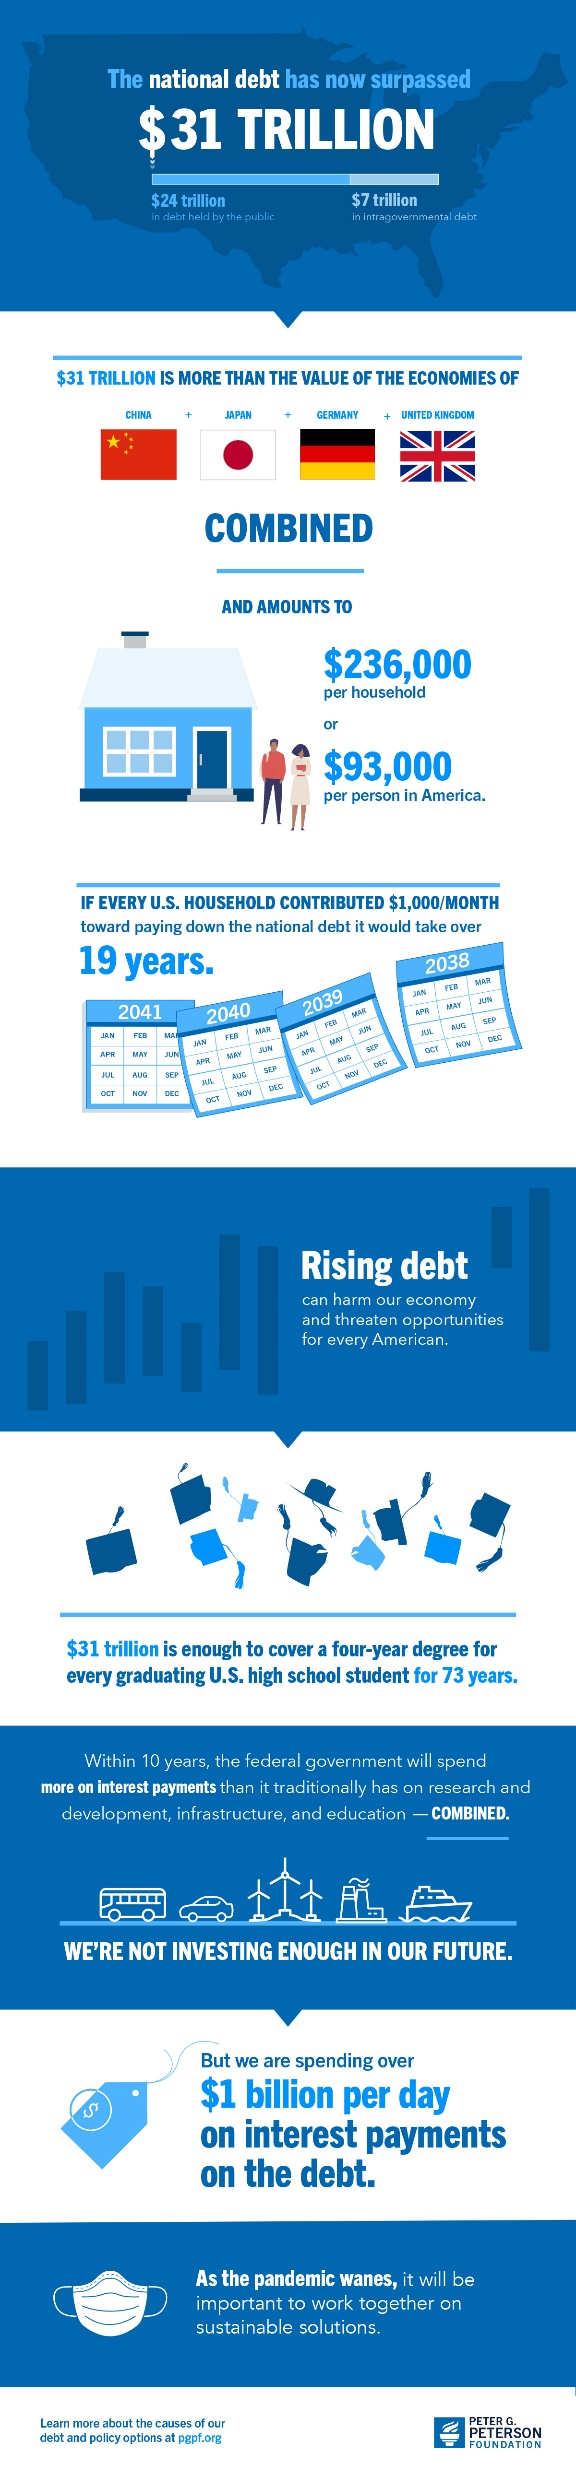 The national debt has now surpassed
$31 TRILLION
$24 trillion
in debt held by the public
$7 trillion
in intragovernmental debt
$31 TRILLION IS MORE THAN THE VALUE OF THE ECONOMIES OF
CHINA + JAPAN + GERMANY + UNITED KINGDOM
COMBINED
AND AMOUNTS TO
$236,000
per household
or
$93,000
per person in America.
IF EVERY U.S. HOUSEHOLD CONTRIBUTED $1,000/MONTH
toward paying down the national debt it would take over
19 years.
2041
JAN FEB MAR
APR MAY JUN
JUL AUG SEP
OCT NOV DEC
2040
JAN FEB MAR
APR MAY JUN
JUL AUG SEP
OCT NOV DEC
2039
JAN FEB MAR
APR MAY JUN
JUL AUG SEP
OCT NOV DEC
2038
JAN FEB MAR
APR MAY JUN
JUL AUG SEP
OCT NOV DEC
Rising debt
can harm our economy
and threaten opportunities
for every American.
$31 trillion is enough to cover a four-year degree for
every graduating U.S. high school student for 73 years.
Within 10 years, the federal government will spend
more on interest payments than it traditionally has on research and
development, infrastructure, and education — COMBINED.
WE'RE NOT INVESTING ENOUGH IN OUR FUTURE.
But we are spending over
$1 billion per day
on interest payments
on the debt.
$
As the pandemic wanes, it will be
important to work together on
sustainable solutions.
Learn more about the causes of our
debt and policy options at pgpf.org
PETER G.
PETERSON
FOUNDATION